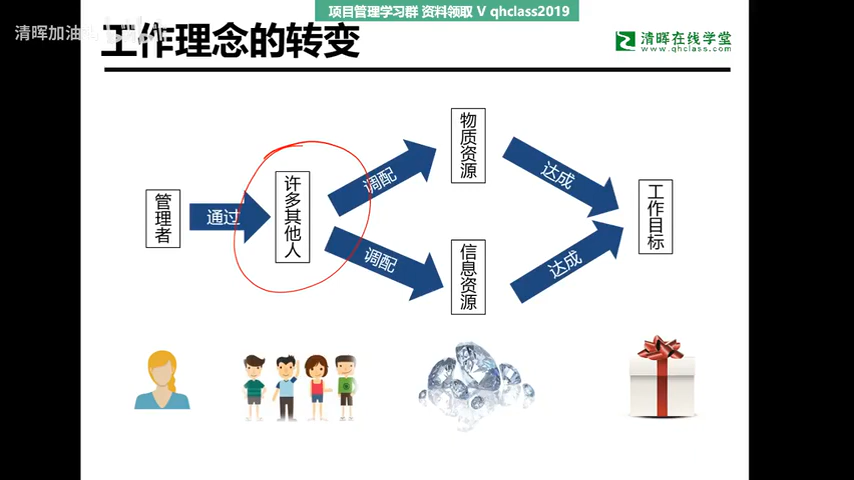 项目管理学习群 资料领取 V qhclass2019
清晖加油
工作理念的转变
清晖在线学堂
www.qhclass.com
管理者
通过
许多其他人
调配
调配
物质资源
信息资源
达成
达成
工作目标